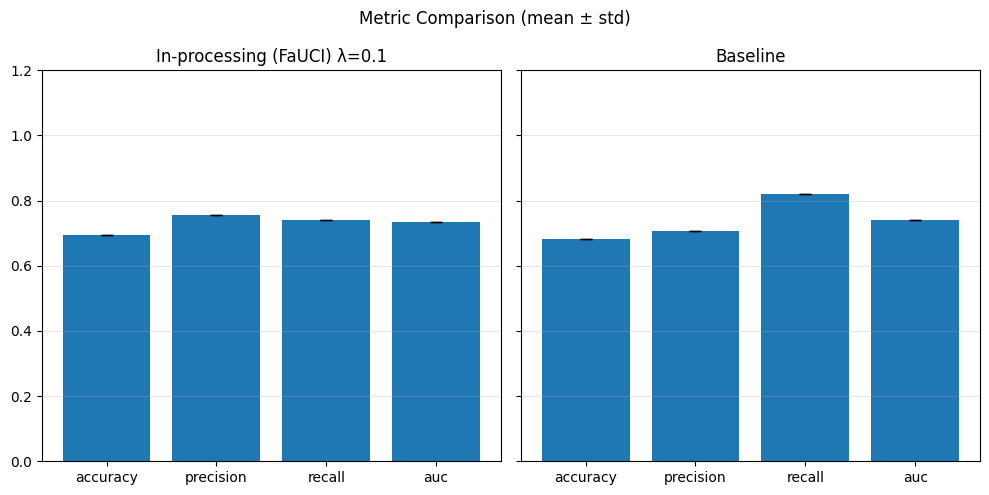 Metric Comparison (mean ± std)
In-processing (FaUCI) λ=0.1
Baseline
1.2
1.0
0.8
0.6
0.4
0.2
0.0
accuracy precision recall auc
accuracy precision recall auc